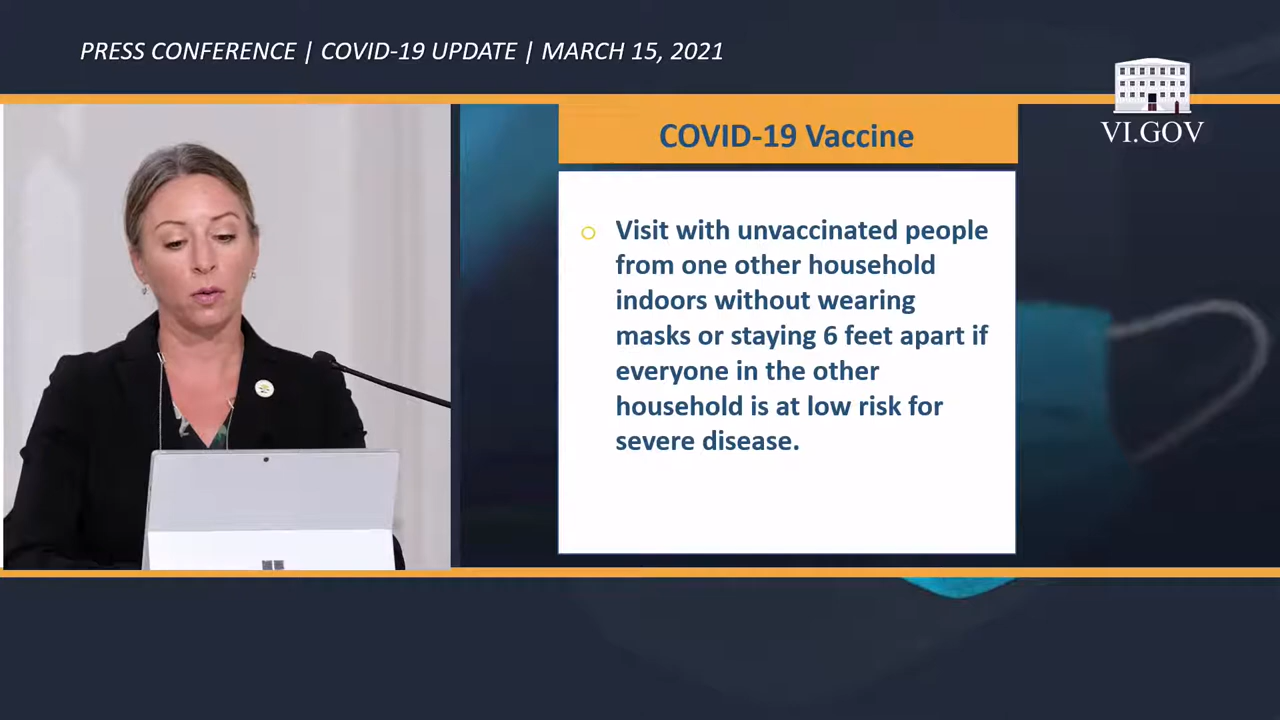 PRESS CONFERENCE | COVID-19 UPDATE | MARCH 15, 2021
VI.GOV
COVID-19 Vaccine
Visit with unvaccinated people
from one other household
indoors without wearing
masks or staying 6 feet apart if
everyone in the other
household is at low risk for
severe disease.